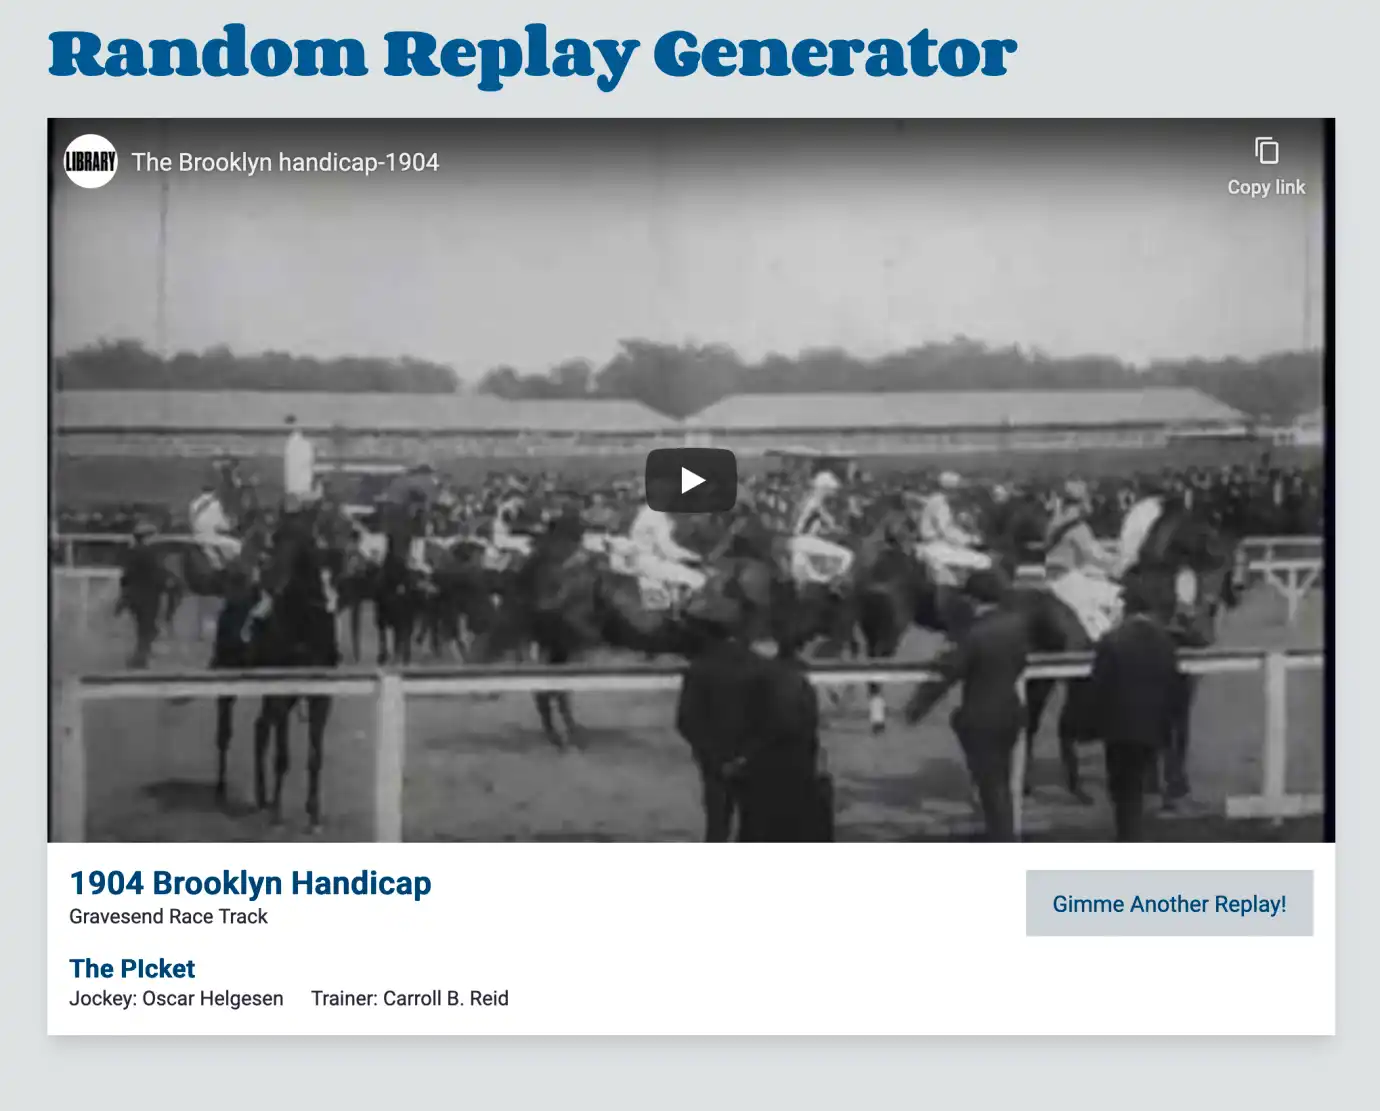 Random Replay Generator
LIBRARY
The Brooklyn handicap-1904
Copy link
1904 Brooklyn Handicap
Gravesend Race Track
Gimme Another Replay!
The PIcket
Jockey: Oscar Helgesen Trainer: Carroll B. Reid